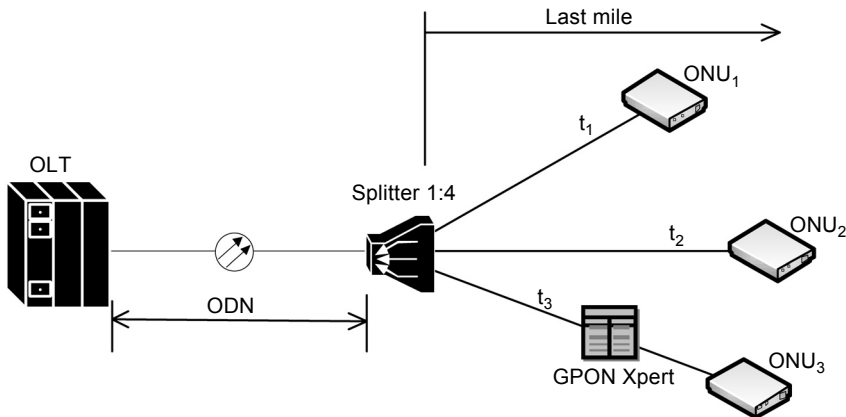 Last mile
ONU1
t1
OLT
Splitter 1:4
ONU2
t2
ODN
t3
GPON Xpert
ONU3